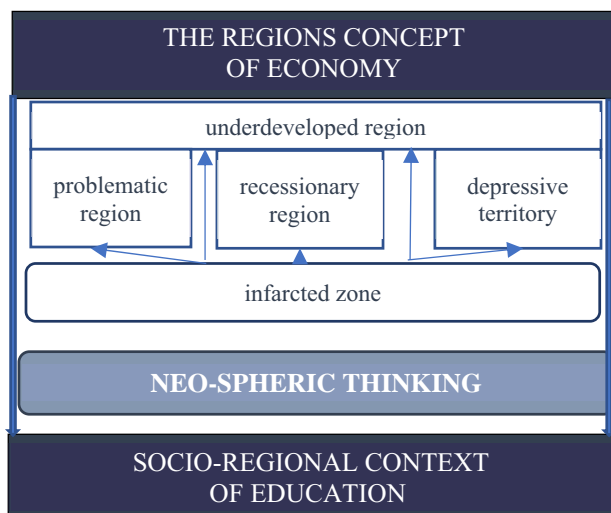 THE REGIONS CONCEPT
OF ECONOMY
underdeveloped region
problematic
region
recessionary
region
depressive
territory
infarcted zone
NEO-SPHERIC THINKING
SOCIO-REGIONAL CONTEXT
OF EDUCATION